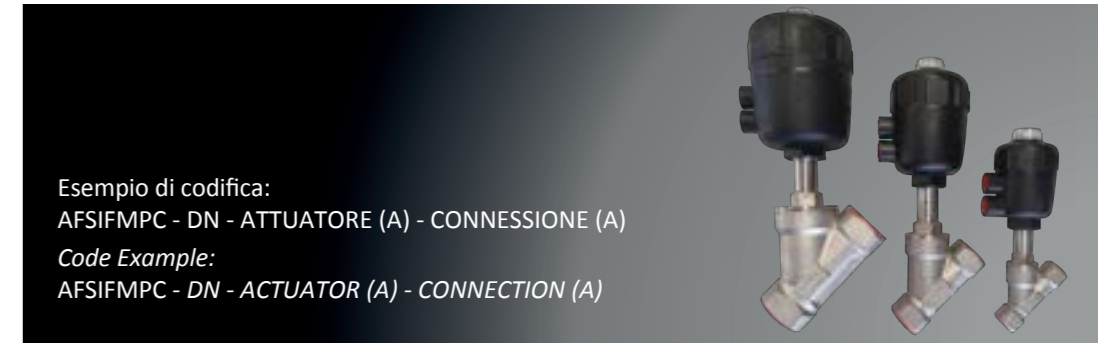 Esempio di codifica:
AFSIFMPC - DN - ATTUATORE (A) - CONNESSIONE (A)
Code Example:
AFSIFMPC - DN - ACTUATOR (A) - CONNECTION (A)